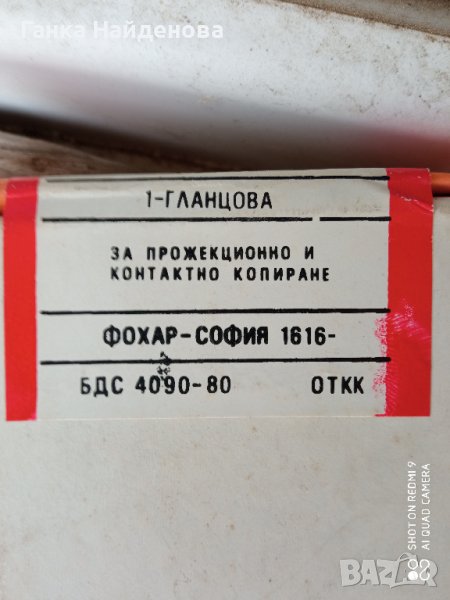 Ганка Найденова
1-ГЛАНЦОВА
ЗА ПРОЖЕКЦИОННО И
КОНТАКТНО КОПИРАНЕ
ФОХАР-СОФИЯ 1616-
БДС 4090-80 ОТКК
SHOT ON REDMI 9
AI QUAD CAMERA
BAZAR